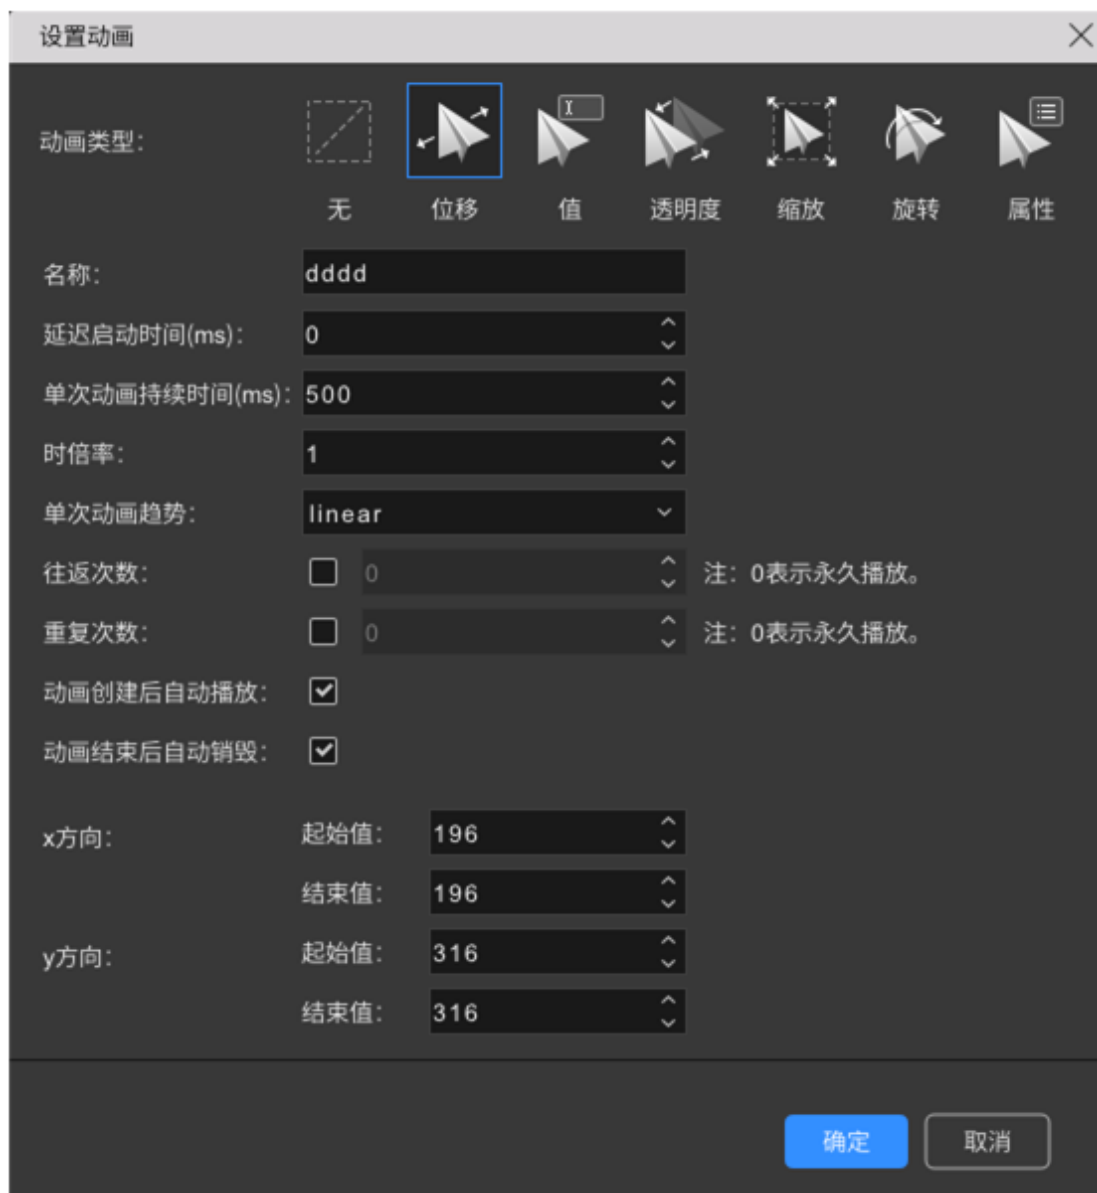 设置动画
动画类型：
无 位移 值 透明度 缩放 旋转 属性
名称： dddd
延迟启动时间(ms)： 0
单次动画持续时间(ms)： 500
时倍率： 1
单次动画趋势： linear
往返次数： 0 注：0表示永久播放。
重复次数： 0 注：0表示永久播放。
动画创建后自动播放：
动画结束后自动销毁：
x方向： 起始值： 196
结束值： 196
y方向： 起始值： 316
结束值： 316
确定 取消